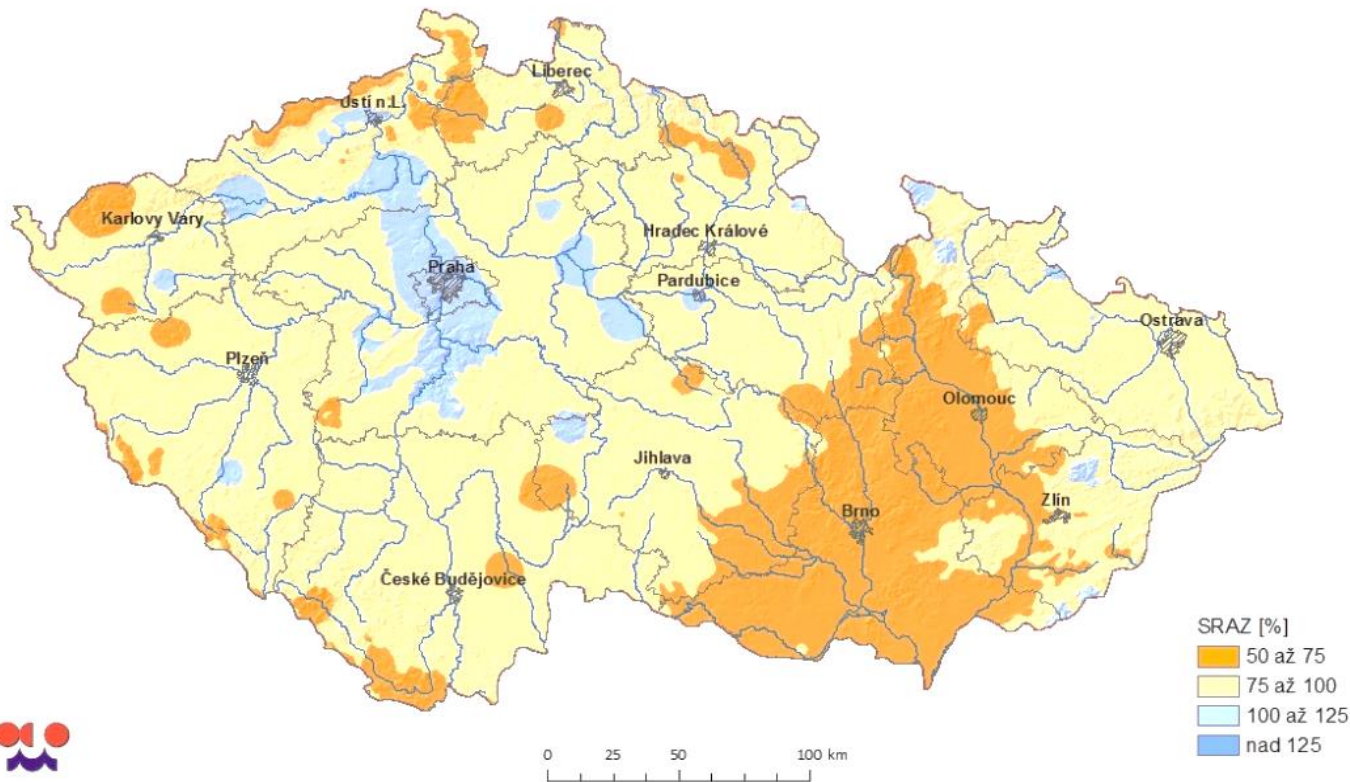 Liberec
Ústí n.L.
Karlovy Vary
Hradec Králové
Praha
Pardubice
Ostrava
Plzeň
Olomouc
Jihlava
Zlín
Brno
České Budějovice
SRAZ [%]
50 až 75
75 až 100
100 až 125
nad 125
0 25 50 100 km